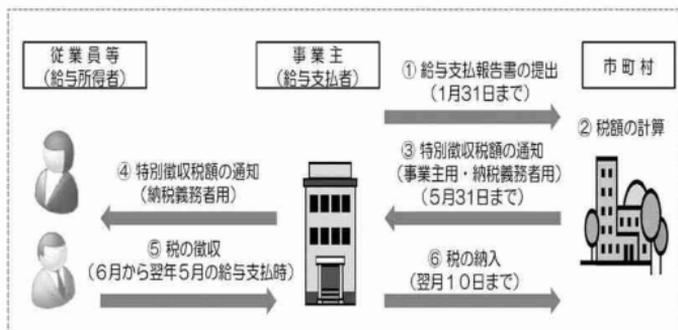 従業員等
(給与所得者)
事業主
(給与支払者)
市町村
① 給与支払報告書の提出
(1月31日まで)
② 税額の計算
③ 特別徴収税額の通知
(事業主用・納税義務者用)
(5月31日まで)
④ 特別徴収税額の通知
(納税義務者用)
⑤ 税の徴収
(6月から翌年5月の給与支払時)
⑥ 税の納入
(翌月10日まで)